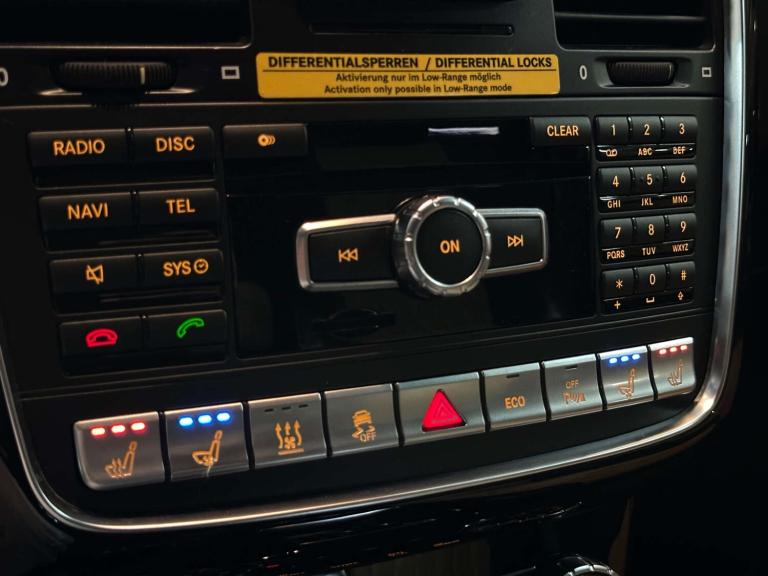 DIFFERENTIALSPERREN / DIFFERENTIAL LOCKS
Aktivierung nur im Low-Range möglich
Activation only possible in Low-Range mode
0
0
RADIO
DISC
CLEAR
NAVI
TEL
SYS
ON
1 2 3
ABC DEF
4 5 6
GHI JKL MNO
7 8 9
PQRS TUV WXYZ
* 0 #
+
OFF
ECO
OFF